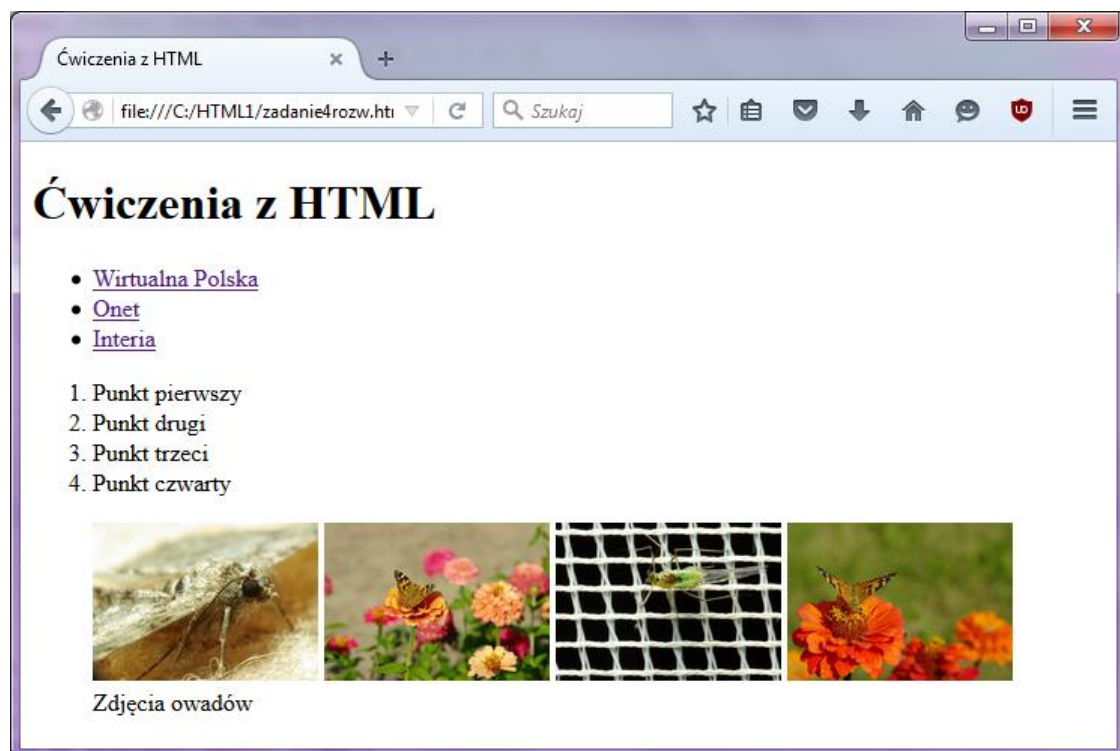 Ćwiczenia z HTML
file:///C:/HTML1/zadanie4rozw.htı
Szukaj
Ćwiczenia z HTML
• Wirtualna Polska
• Onet
• Interia
1. Punkt pierwszy
2. Punkt drugi
3. Punkt trzeci
4. Punkt czwarty
Zdjęcia owadów